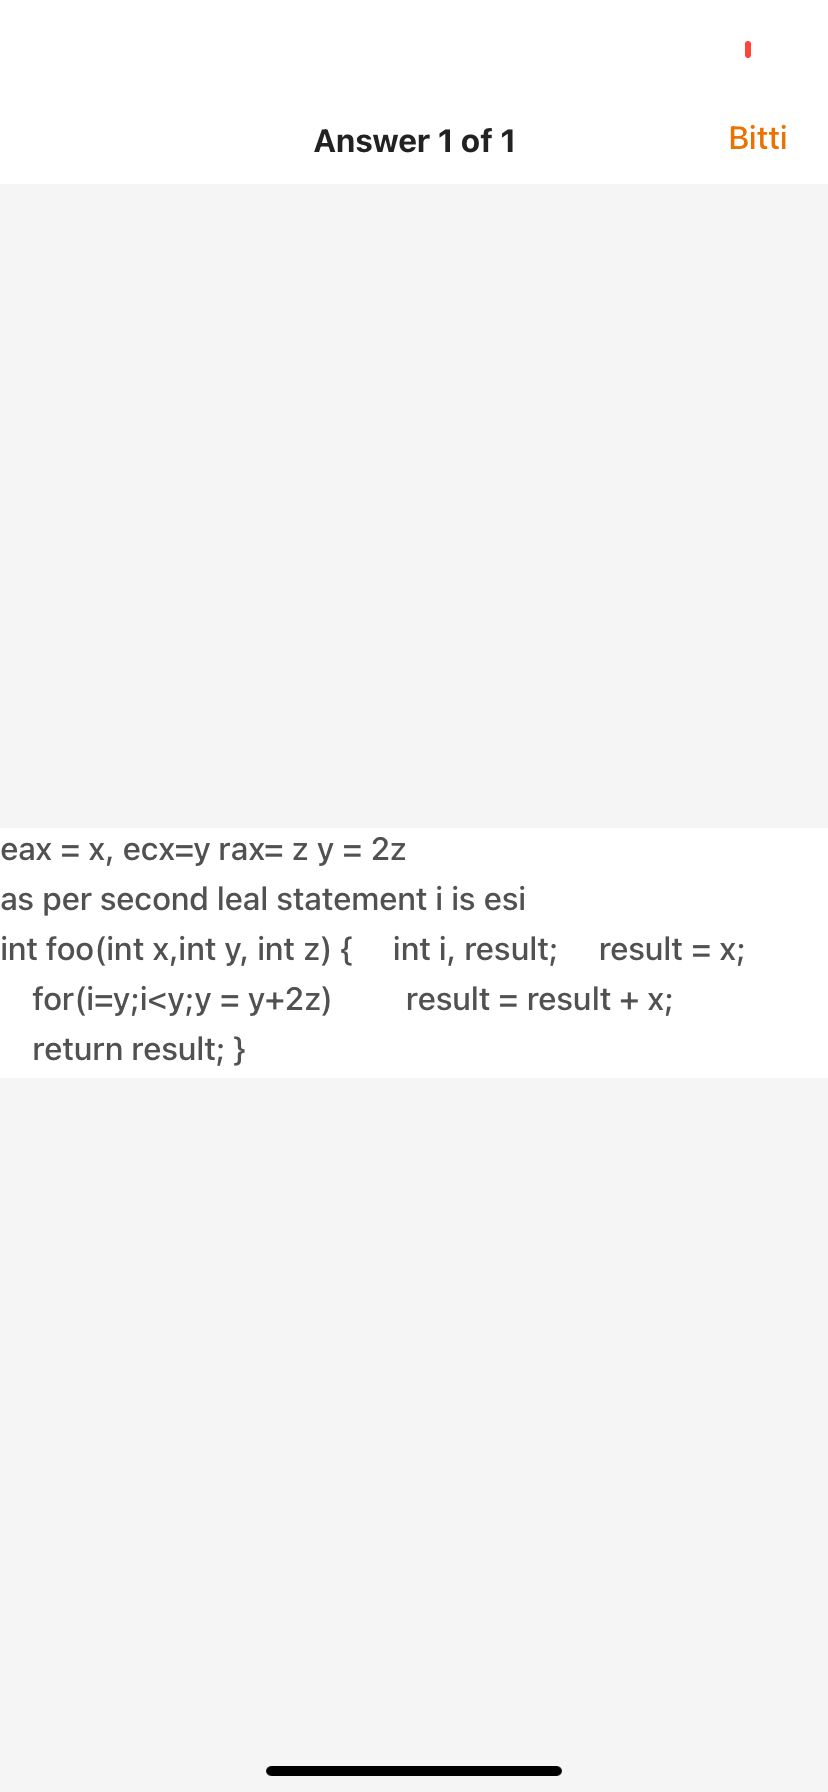 Answer 1 of 1
Bitti
eax = x, ecx=y rax= z y = 2z
as per second leal statement i is esi
int foo(int x,int y, int z) {    int i, result;    result = x;
    for(i=y;i<y;y = y+2z)        result = result + x;
    return result; }